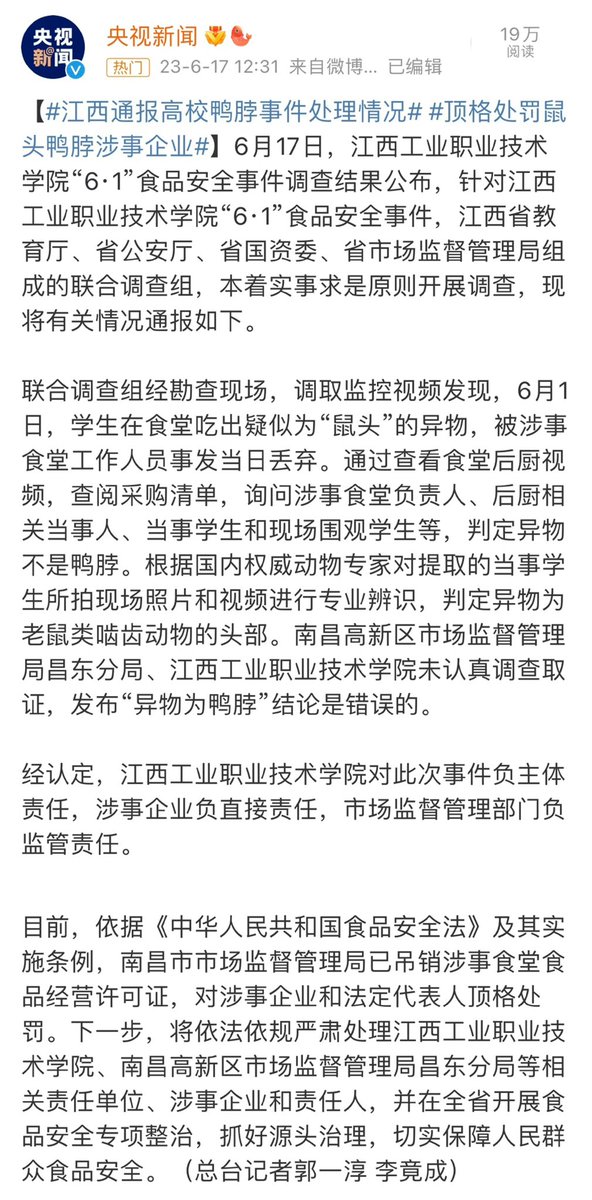 央视新闻
央视新闻
19万
阅读
热门 23-6-17 12:31 来自微博... 已编辑
【#江西通报高校鸭脖事件处理情况# #顶格处罚鼠
头鸭脖涉事企业#】6月17日，江西工业职业技术
学院“6·1”食品安全事件调查结果公布，针对江西
工业职业技术学院“6·1”食品安全事件，江西省教
育厅、省公安厅、省国资委、省市场监督管理局组
成的联合调查组，本着实事求是原则开展调查，现
将有关情况通报如下。
联合调查组经勘查现场，调取监控视频发现，6月1
日，学生在食堂吃出疑似为“鼠头”的异物，被涉事
食堂工作人员事发当日丢弃。通过查看食堂后厨视
频，查阅采购清单，询问涉事食堂负责人、后厨相
关当事人、当事学生和现场围观学生等，判定异物
不是鸭脖。根据国内权威动物专家对提取的当事学
生所拍现场照片和视频进行专业辨识，判定异物为
老鼠类啮齿动物的头部。南昌高新区市场监督管理
局昌东分局、江西工业职业技术学院未认真调查取
证，发布“异物为鸭脖”结论是错误的。
经认定，江西工业职业技术学院对此次事件负主体
责任，涉事企业负直接责任，市场监督管理部门负
监管责任。
目前，依据《中华人民共和国食品安全法》及其实
施条例，南昌市市场监督管理局已吊销涉事食堂食
品经营许可证，对涉事企业和法定代表人顶格处
罚。下一步，将依法依规严肃处理江西工业职业技
术学院、南昌高新区市场监督管理局昌东分局等相
关责任单位、涉事企业和责任人，并在全省开展食
品安全专项整治，抓好源头治理，切实保障人民群
众食品安全。（总台记者郭一淳 李竟成）